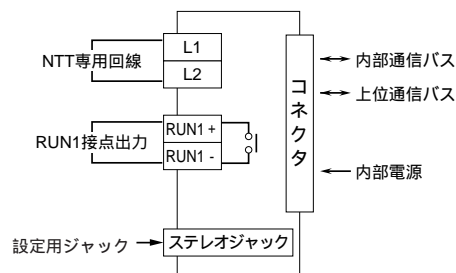 NTT専用回線
L1
L2
RUN1接点出力
RUN1 +
RUN1 -
コネクタ
内部通信バス
上位通信バス
内部電源
設定用ジャック
ステレオジャック